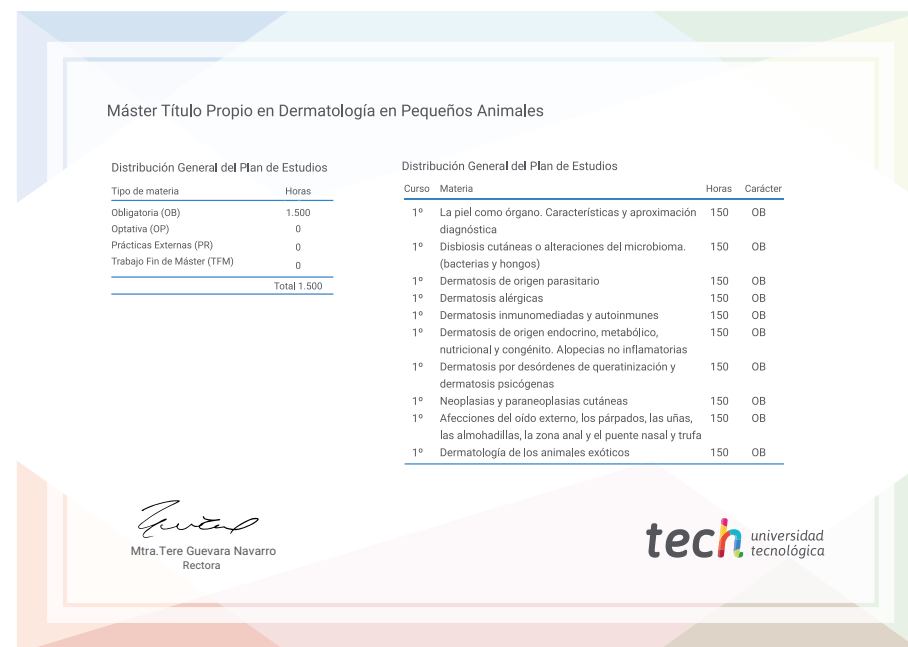 Máster Título Propio en Dermatología en Pequeños Animales
Distribución General del Plan de Estudios
Tipo de materia Horas
Obligatoria (OB) 1.500
Optativa (OP) 0
Prácticas Externas (PR) 0
Trabajo Fin de Máster (TFM) 0
Total 1.500
Distribución General del Plan de Estudios
Curso Materia Horas Carácter
1º La piel como órgano. Características y aproximación 150 OB
diagnóstica
1º Disbiosis cutáneas o alteraciones del microbioma. 150 OB
(bacterias y hongos)
1º Dermatosis de origen parasitario 150 OB
1º Dermatosis alérgicas 150 OB
1º Dermatosis inmunomediadas y autoinmunes 150 OB
1º Dermatosis de origen endocrino, metabólico, 150 OB
nutricional y congénito. Alopecias no inflamatorias
1º Dermatosis por desórdenes de queratinización y 150 OB
dermatosis psicógenas
1º Neoplasias y paraneoplasias cutáneas 150 OB
1º Afecciones del oído externo, los párpados, las uñas, 150 OB
las almohadillas, la zona anal y el puente nasal y trufa
1º Dermatología de los animales exóticos 150 OB
Mtra.Tere Guevara Navarro
Rectora
tech universidad
tecnológica